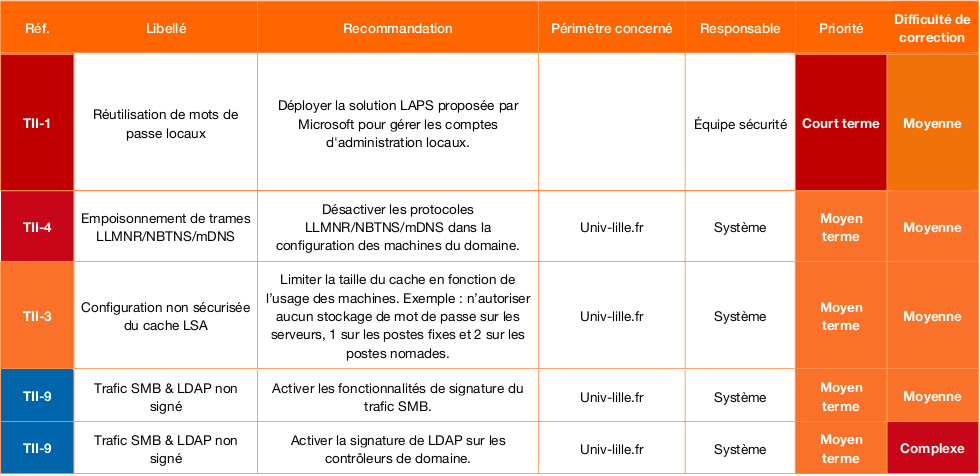 Réf. Libellé Recommandation Périmètre concerné Responsable Priorité Difficulté de correction
TII-1
Réutilisation de mots de
passe locaux
Déployer la solution LAPS proposée par
Microsoft pour gérer les comptes
d'administration locaux.
Équipe sécurité
Court terme
Moyenne
TII-4
Empoisonnement de trames
LLMNR/NBTNS/mDNS
Désactiver les protocoles
LLMNR/NBTNS/mDNS dans la
configuration des machines du domaine.
Univ-lille.fr
Système
Moyen
terme
Moyenne
TII-3
Configuration non sécurisée
du cache LSA
Limiter la taille du cache en fonction de
l'usage des machines. Exemple : n'autoriser
aucun stockage de mot de passe sur les
serveurs, 1 sur les postes fixes et 2 sur les
postes nomades.
Univ-lille.fr
Système
Moyen
terme
Moyenne
TII-9
Trafic SMB & LDAP non
signé
Activer les fonctionnalités de signature du
trafic SMB.
Univ-lille.fr
Système
Moyen
terme
Moyenne
TII-9
Trafic SMB & LDAP non
signé
Activer la signature de LDAP sur les
contrôleurs de domaine.
Univ-lille.fr
Système
Moyen
terme
Complexe